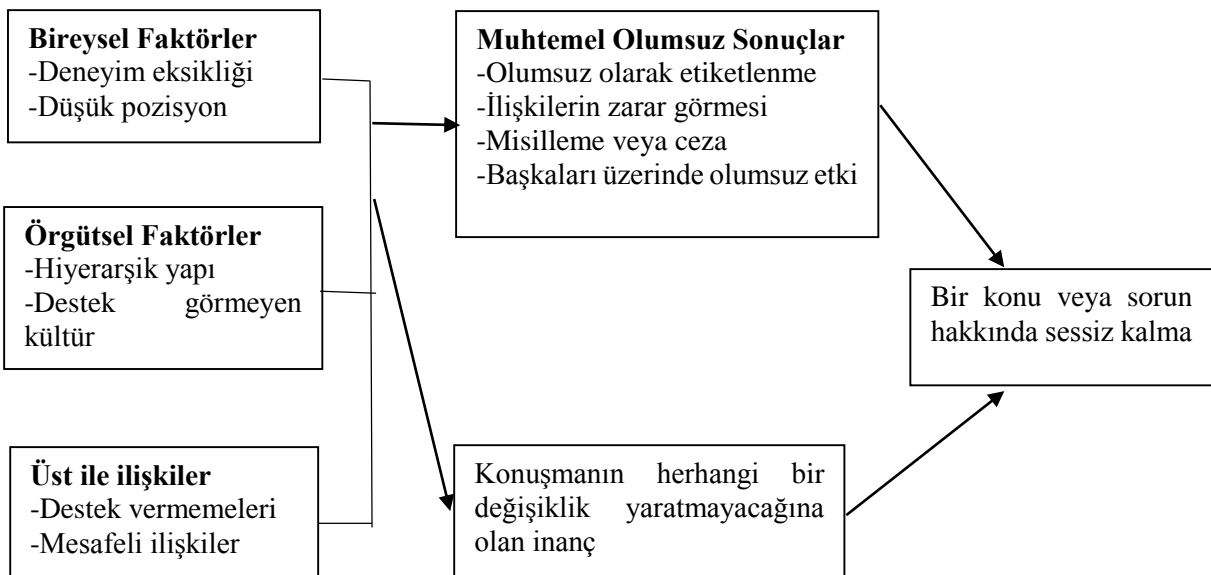 Bireysel Faktörler
-Deneyim eksikliği
-Düşük pozisyon
Örgütsel Faktörler
-Hiyerarşik yapı
-Destek görmeyen
kültür
Üst ile ilişkiler
-Destek vermemeleri
-Mesafeli ilişkiler
Muhtemel Olumsuz Sonuçlar
-Olumsuz olarak etiketlenme
-İlişkilerin zarar görmesi
-Misilleme veya ceza
-Başkaları üzerinde olumsuz etki
Konuşmanın herhangi bir
değişiklik yaratmayacağına
olan inanç
Bir konu veya sorun
hakkında sessiz kalma